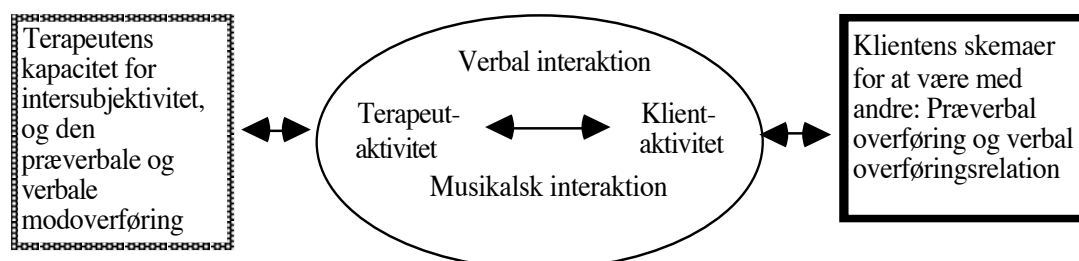 Terapeutens
kapacitet for
intersubjektivitet,
og den
præverbale og
verbale
modoverføring
Verbal interaktion
Terapeut-
aktivitet
Klient-
aktivitet
Musikalsk interaktion
Klientens skemaer
for at være med
andre: Præverbal
overføring og verbal
overføringsrelation